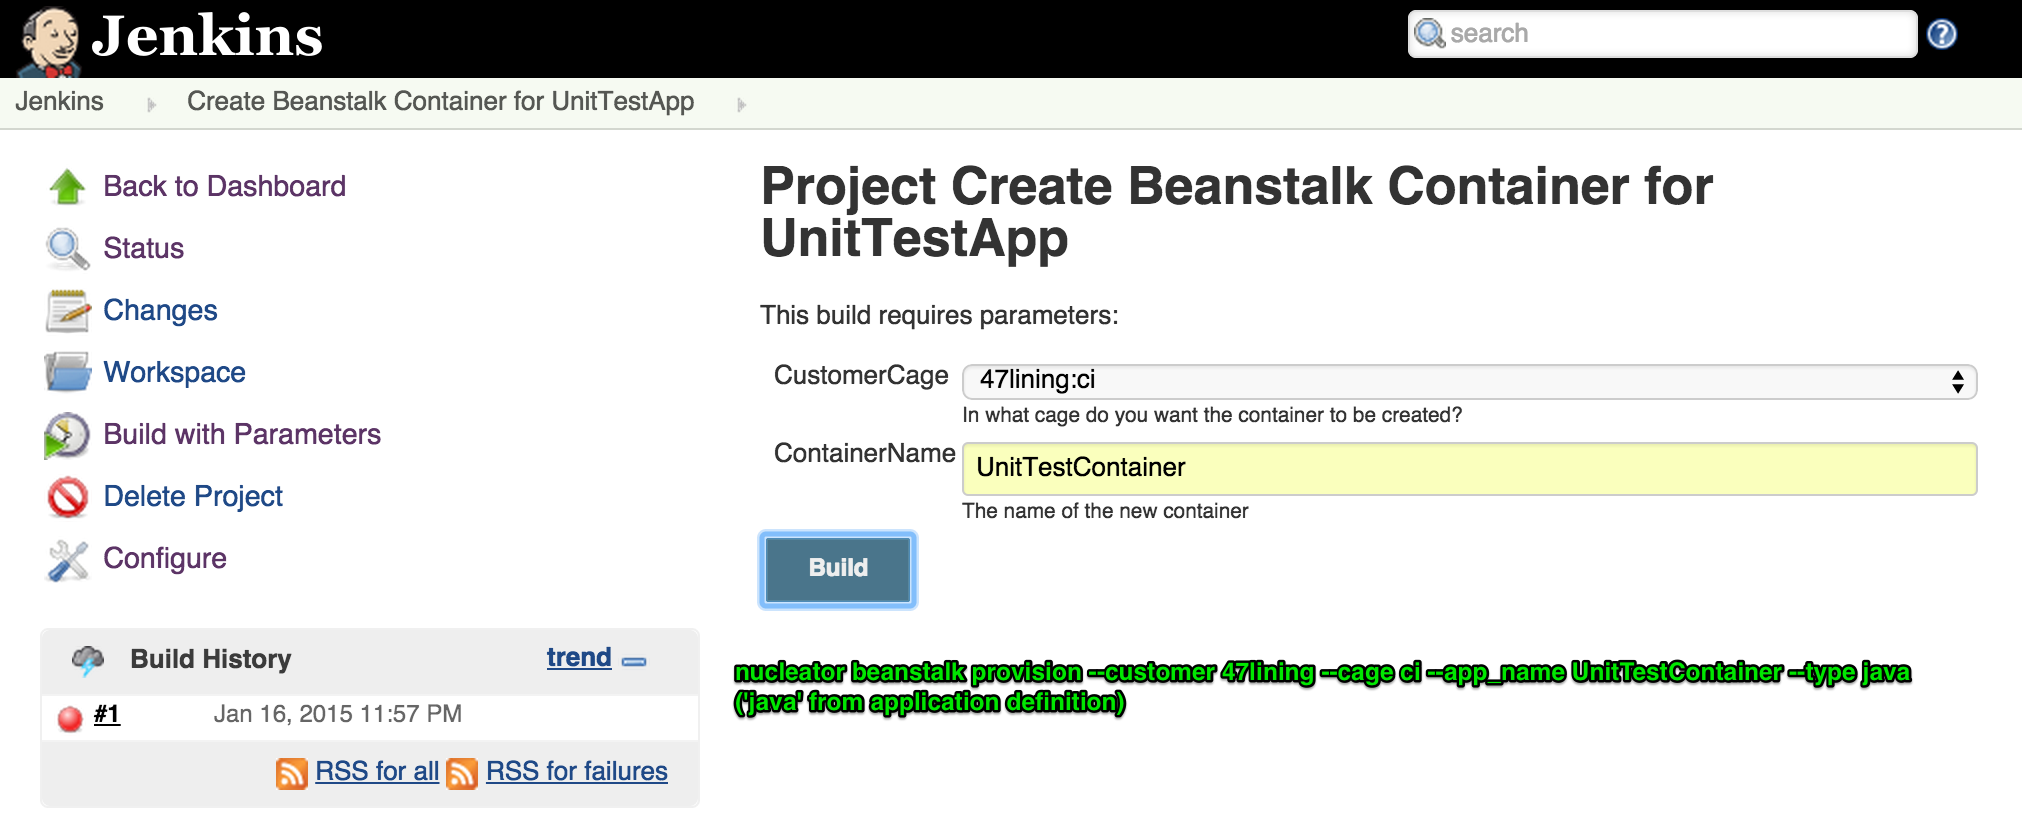 Jenkins
search
Jenkins Create Beanstalk Container for UnitTestApp
Back to Dashboard
Status
Changes
Workspace
Build with Parameters
Delete Project
Configure
Build History trend
#1 Jan 16, 2015 11:57 PM
RSS for all RSS for failures
Project Create Beanstalk Container for
UnitTestApp
This build requires parameters:
CustomerCage 47lining:ci
In what cage do you want the container to be created?
ContainerName UnitTestContainer
The name of the new container
Build
nucleator beanstalk provision --customer 47lining --cage ci --app_name UnitTestContainer --type java
('java' from application definition)